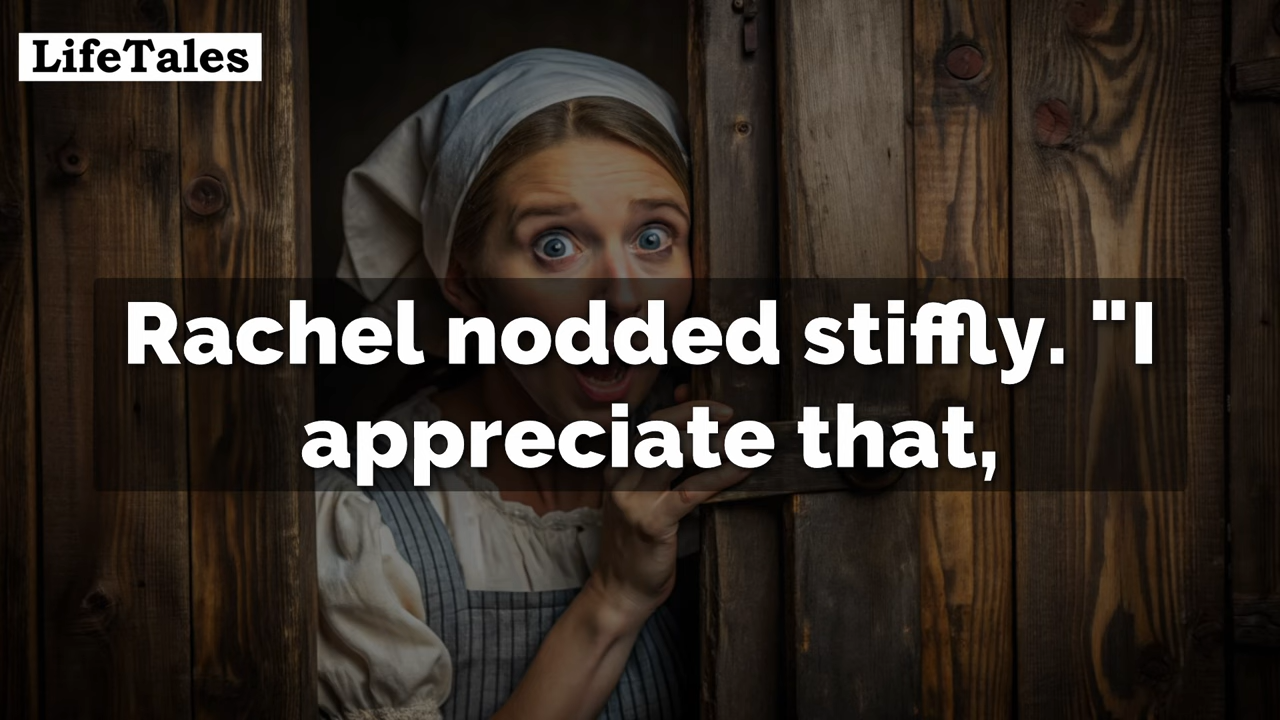 LifeTales
Rachel nodded stiffly. "I
appreciate that,